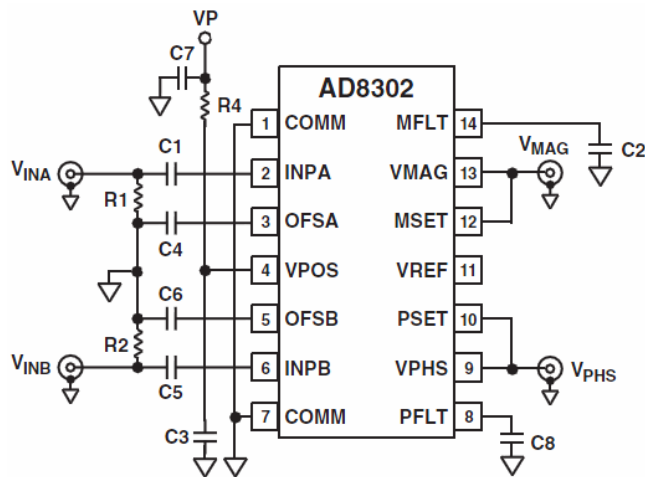 VP
C7
R4
AD8302
1 COMM MFLT 14
C1
VINA
VMAG
C2
2 INPA VMAG 13
R1
3 OFSA MSET 12
C4
4 VPOS VREF 11
C6
5 OFSB PSET 10
R2
VINB
6 INPB VPHS 9
VPHS
C5
7 COMM PFLT 8
C3
C8